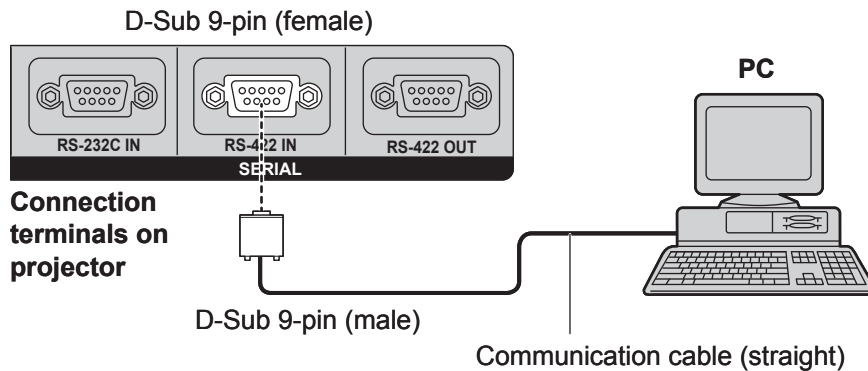 D-Sub 9-pin (female)
PC
RS-232C IN
RS-422 IN
RS-422 OUT
SERIAL
Connection
terminals on
projector
D-Sub 9-pin (male)
Communication cable (straight)